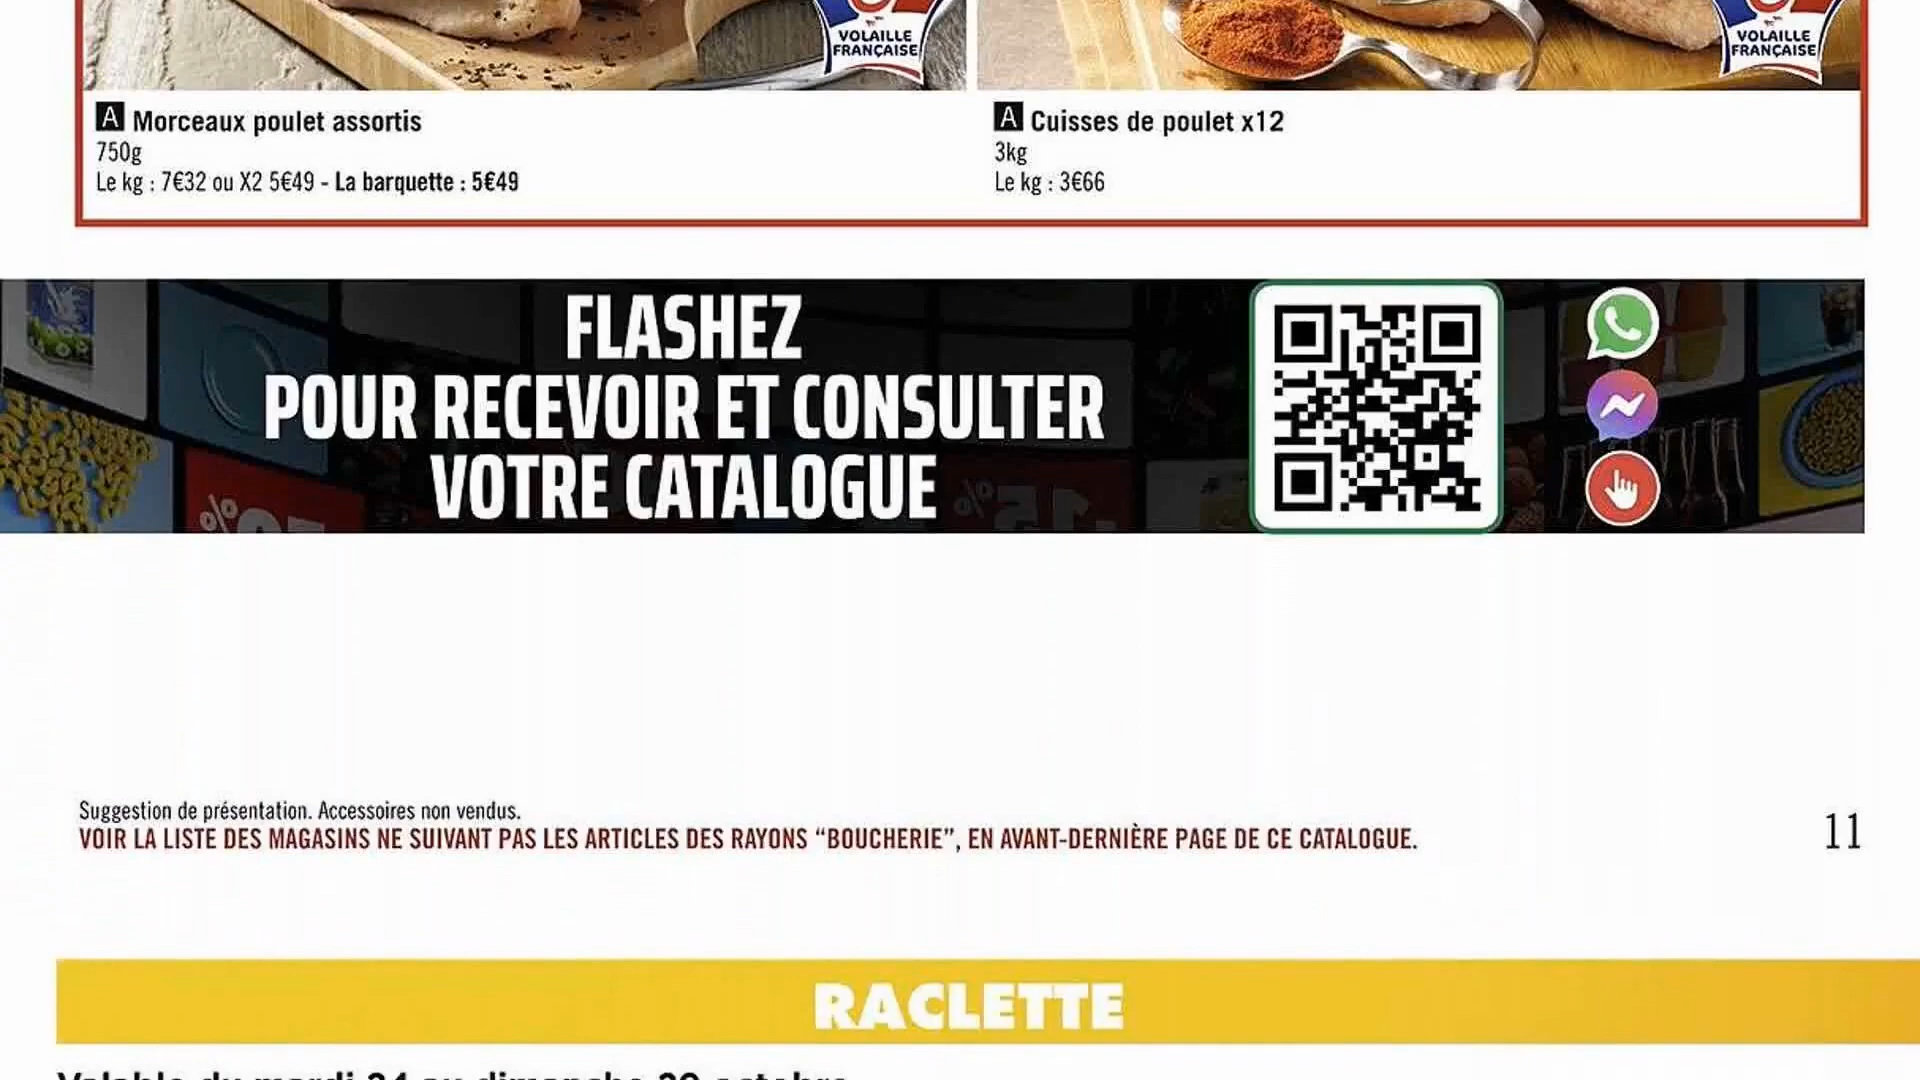 VOLAILLE
FRANÇAISE
VOLAILLE
FRANÇAISE
A Morceaux poulet assortis
750g
Le kg : 7€32 ou X2 5€49 - La barquette : 5€49
A Cuisses de poulet x12
3kg
Le kg : 3€66
FLASHEZ
POUR RECEVOIR ET CONSULTER
VOTRE CATALOGUE
Suggestion de présentation. Accessoires non vendus.
VOIR LA LISTE DES MAGASINS NE SUIVANT PAS LES ARTICLES DES RAYONS “BOUCHERIE”, EN AVANT-DERNIÈRE PAGE DE CE CATALOGUE.
11
RACLETTE